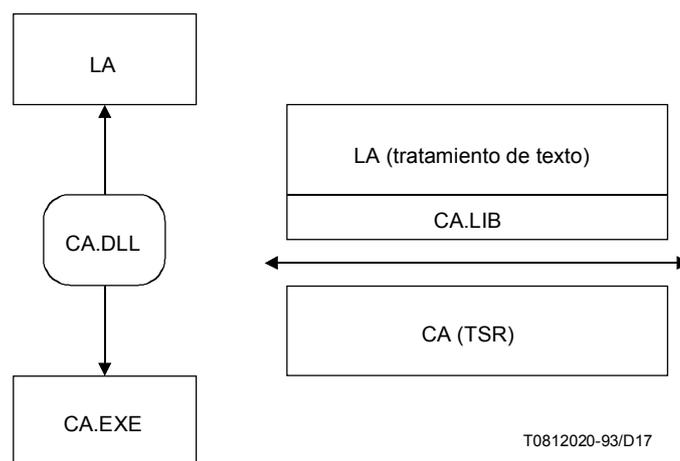 LA
CA.DLL
CA.EXE
LA (tratamiento de texto)
CA.LIB
CA (TSR)
T0812020-93/D17